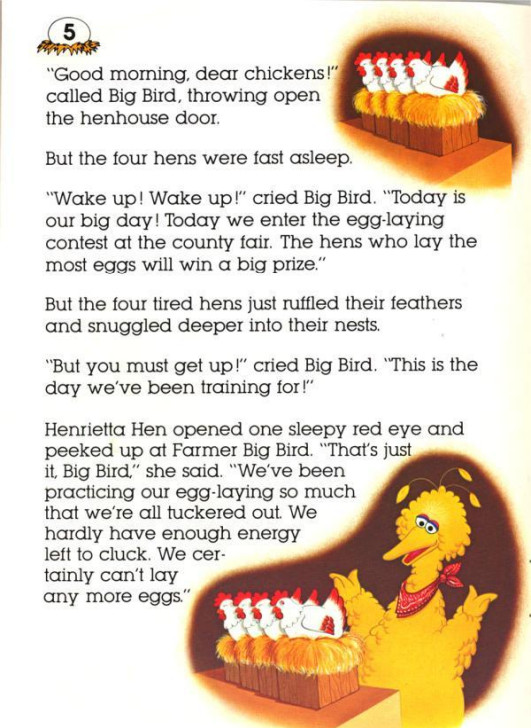 5
“Good morning, dear chickens!”
called Big Bird, throwing open
the henhouse door.
But the four hens were fast asleep.
“Wake up! Wake up!” cried Big Bird. “Today is
our big day! Today we enter the egg-laying
contest at the county fair. The hens who lay the
most eggs will win a big prize.”
But the four tired hens just ruffled their feathers
and snuggled deeper into their nests.
“But you must get up!” cried Big Bird. “This is the
day we’ve been training for!”
Henrietta Hen opened one sleepy red eye and
peeked up at Farmer Big Bird. “That’s just
it, Big Bird,” she said. “We’ve been
practicing our egg-laying so much
that we’re all tuckered out. We
hardly have enough energy
left to cluck. We cer-
tainly can’t lay
any more eggs.”